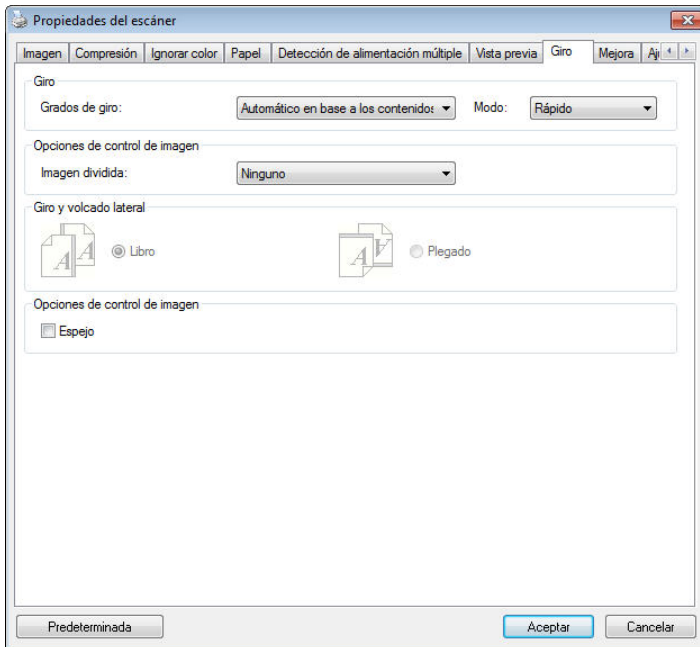 Propiedades del escáner
Imagen Compresión Ignorar color Papel Detección de alimentación múltiple Vista previa Giro Mejora
Giro
Grados de giro: Automático en base a los Modo: Rápido
Opciones de control de imagen
Imagen dividida: Ninguno
Giro y volcado lateral
A A Libro A A Plegado
Opciones de control de imagen
Espejo
Predeterminada Aceptar Cancelar